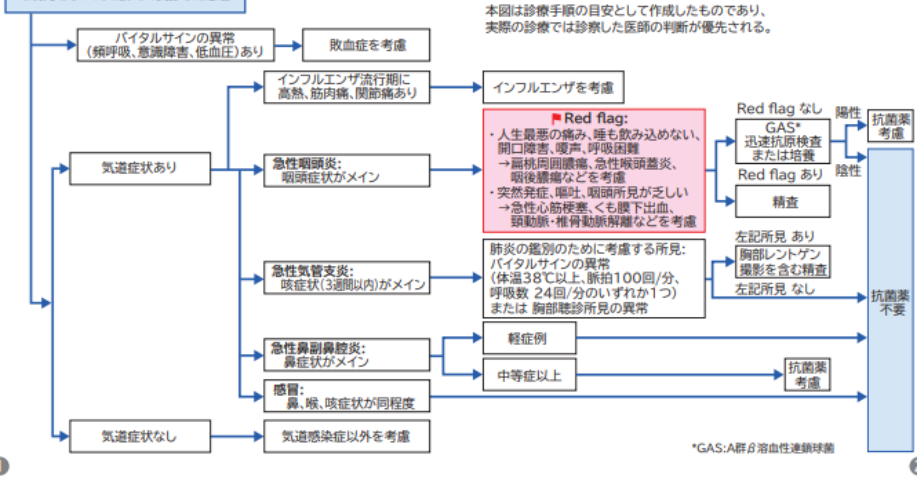 本図は診療手順の目安として作成したものであり、
実際の診療では診察した医師の判断が優先される。
バイタルサインの異常
(頻呼吸、意識障害、低血圧)あり
敗血症を考慮
インフルエンザ流行期に
高熱、筋肉痛、関節痛あり
インフルエンザを考慮
気道症状あり
急性咽頭炎:
咽頭症状がメイン
Red flag:
・人生最悪の痛み、唾も飲み込めない、
開口障害、嗄声、呼吸困難
→扁桃周囲膿瘍、急性喉頭蓋炎、
咽後膿瘍などを考慮
・突然発症、嘔吐、咽頭所見が乏しい
→急性心筋梗塞、くも膜下出血、
頸動脈・椎骨動脈解離などを考慮
Red flag なし
GAS*
迅速抗原検査
または培養
陽性
抗菌薬
考慮
陰性
Red flag あり
精査
急性気管支炎:
咳症状(3週間以内)がメイン
肺炎の鑑別のために考慮する所見:
バイタルサインの異常
(体温38℃以上、脈拍100回/分、
呼吸数 24回/分のいずれか1つ)
または 胸部聴診所見の異常
左記所見 あり
胸部レントゲン
撮影を含む精査
左記所見 なし
抗菌薬
不要
急性鼻副鼻腔炎:
鼻症状がメイン
軽症例
中等症以上
抗菌薬
考慮
感冒:
鼻、喉、咳症状が同程度
気道症状なし
気道感染症以外を考慮
*GAS:A群β溶血性連鎖球菌